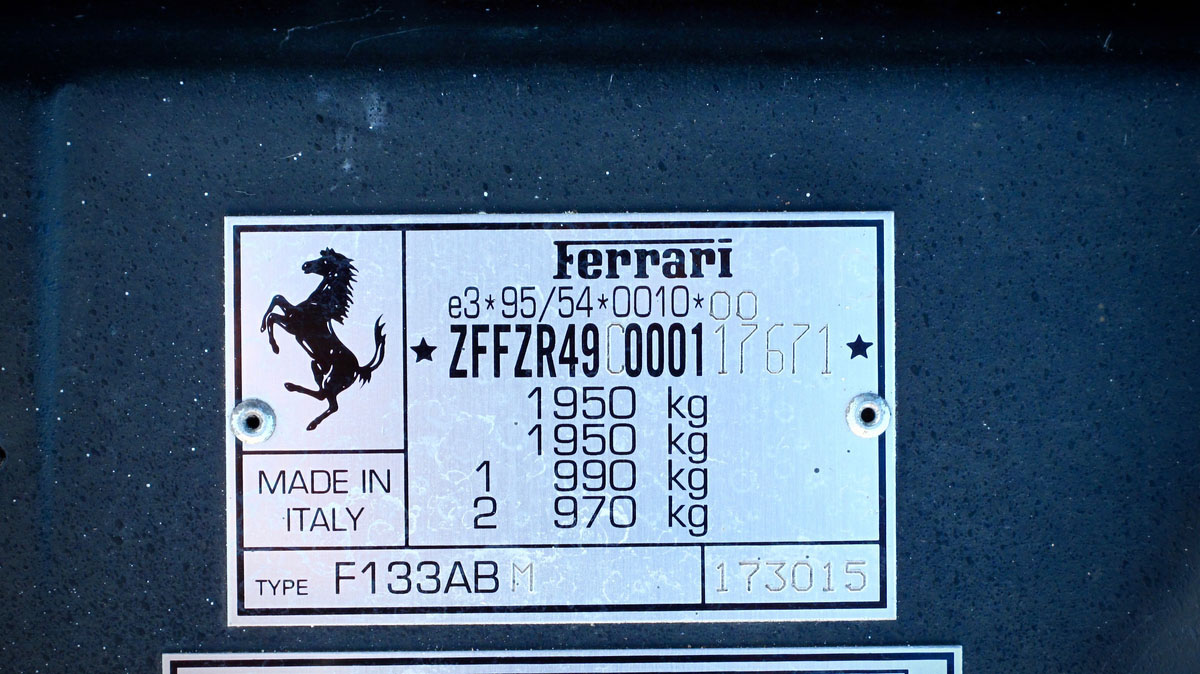 Ferrari
e3*95/54*0010*00
★ ZFFZR49C000117671 ★
1950 kg
1950 kg
1 990 kg
2 970 kg
MADE IN
ITALY
TYPE F133ABM
173015